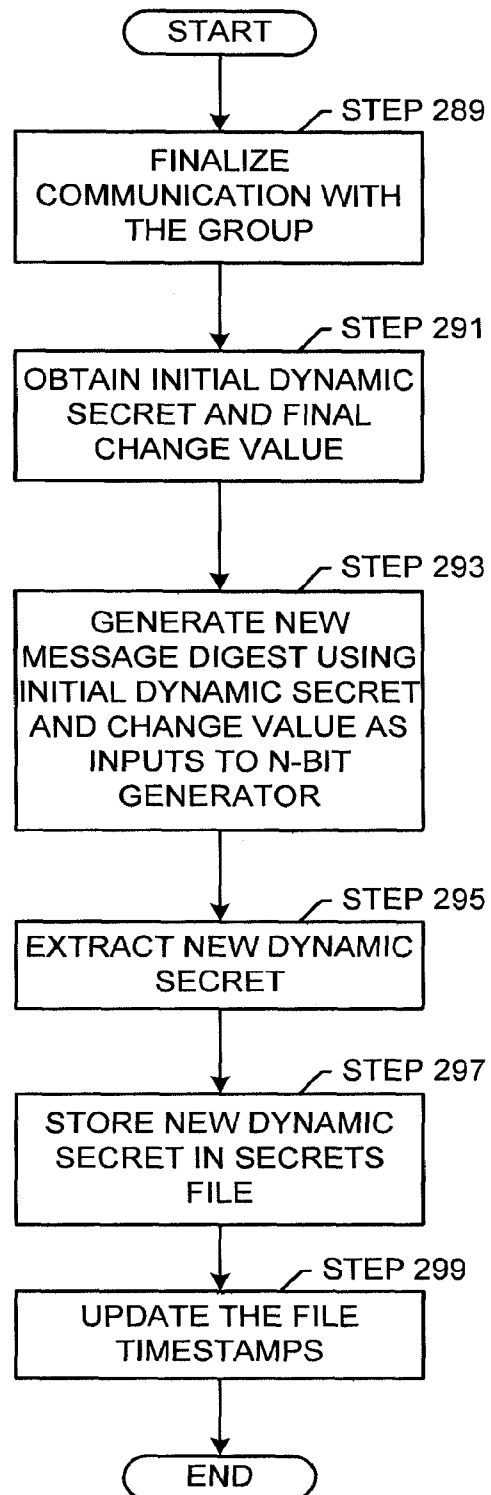 START
STEP 289
FINALIZE
COMMUNICATION WITH
THE GROUP
STEP 291
OBTAIN INITIAL DYNAMIC
SECRET AND FINAL
CHANGE VALUE
STEP 293
GENERATE NEW
MESSAGE DIGEST USING
INITIAL DYNAMIC SECRET
AND CHANGE VALUE AS
INPUTS TO N-BIT
GENERATOR
STEP 295
EXTRACT NEW DYNAMIC
SECRET
STEP 297
STORE NEW DYNAMIC
SECRET IN SECRETS
FILE
STEP 299
UPDATE THE FILE
TIMESTAMPS
END